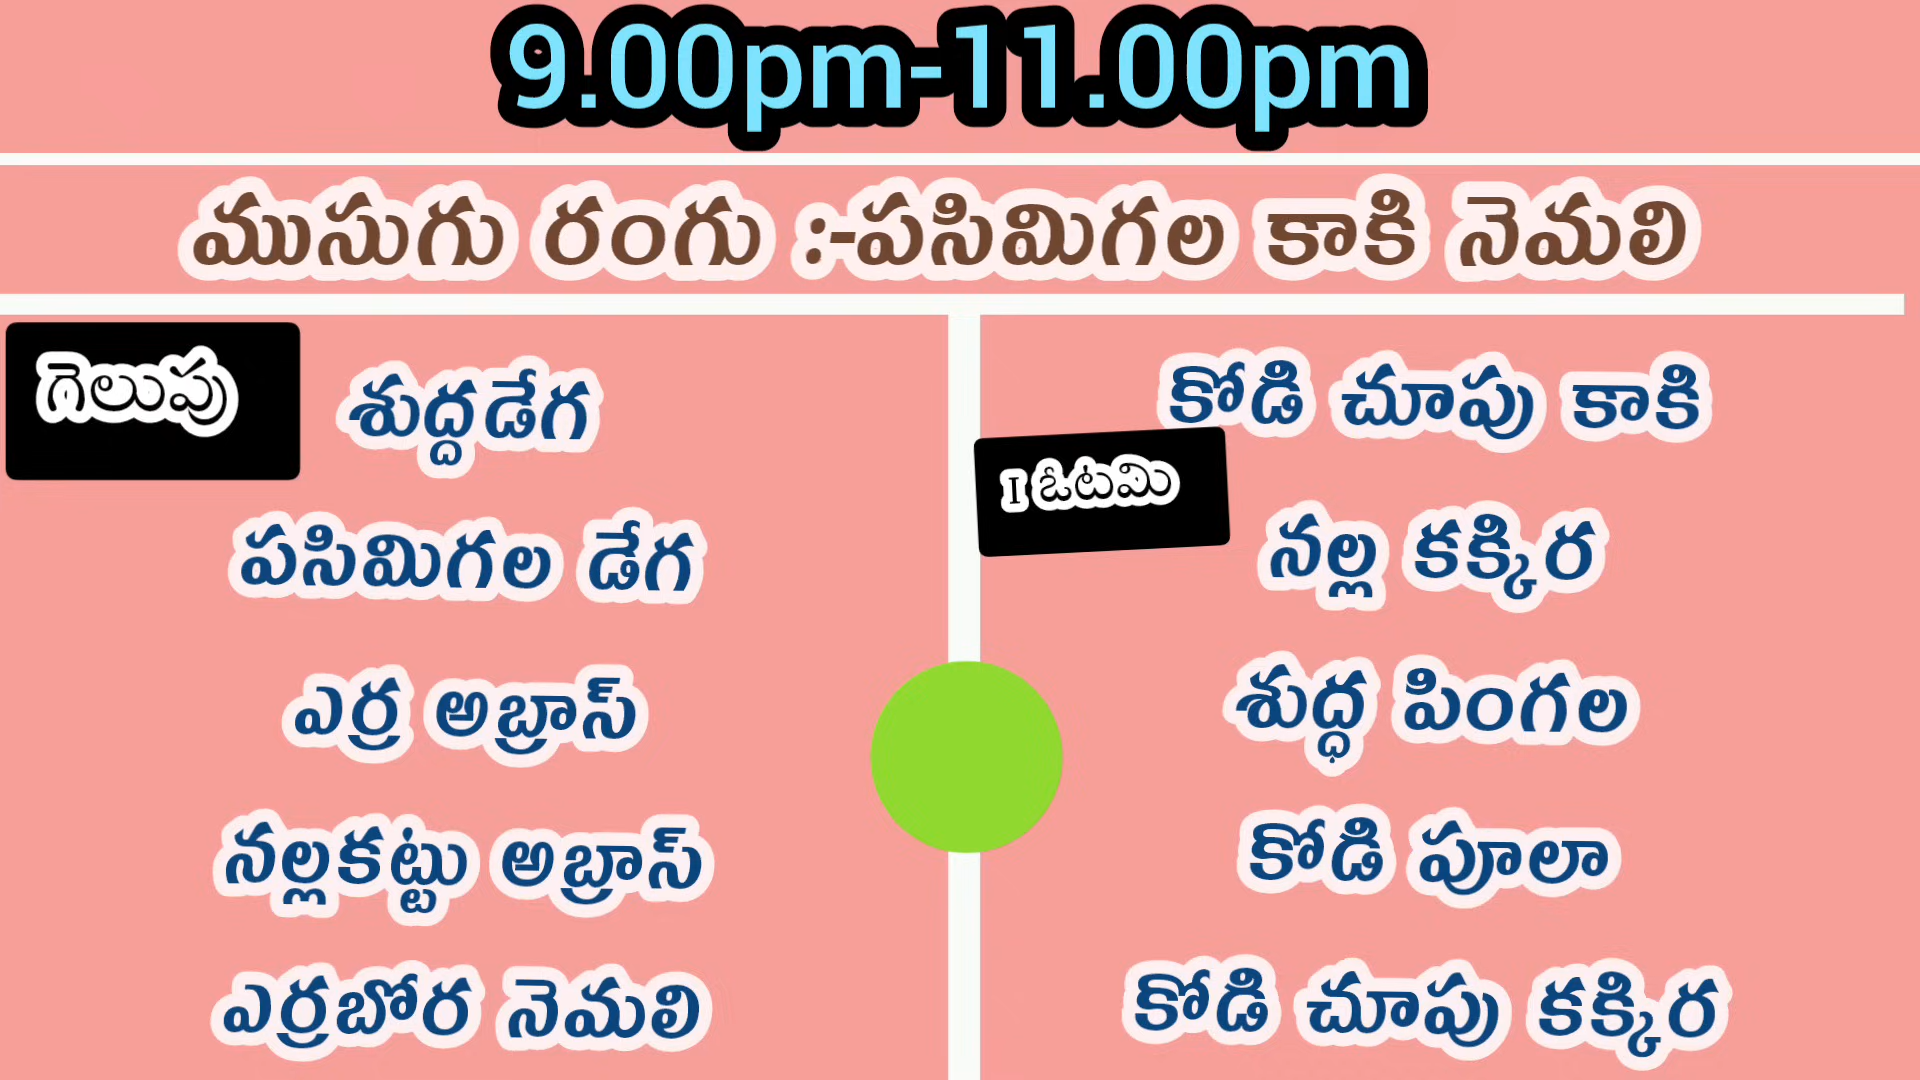 9.00pm-11.00pm
ముసుగు రంగు :-పసిమిగల కాకి నెమలి
గెలుపు
శుద్దడేగ
పసిమిగల డేగ
ఎర్ర అబ్రాస్
నల్లకట్టు అబ్రాస్
ఎర్రబోర నెమలి
కోడి చూపు కాకి
I ఓటమి
నల్ల కక్కిర
శుద్ధ పింగల
కోడి పూలా
కోడి చూపు కక్కిర